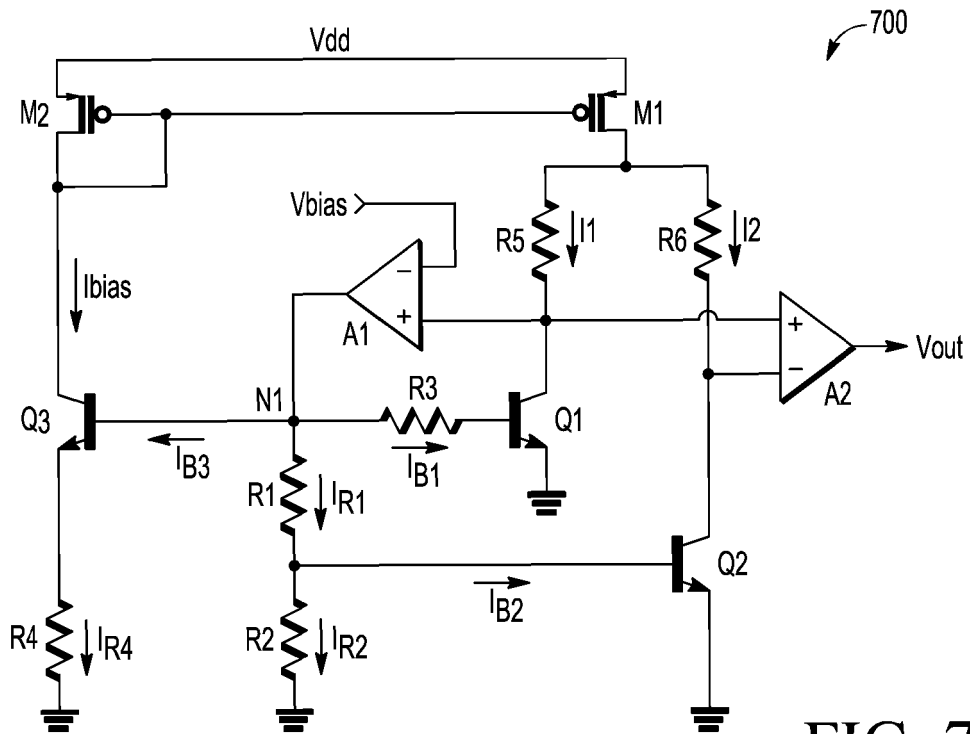 700
Vdd
M2
M1
Vbias
R5
I1
R6
I2
Ibias
−
+
A1
+
−
A2
Vout
N1
R3
Q3
Q1
IB3
IB1
R1
IR1
Q2
IB2
R4
IR4
R2
IR2
FIG. 7